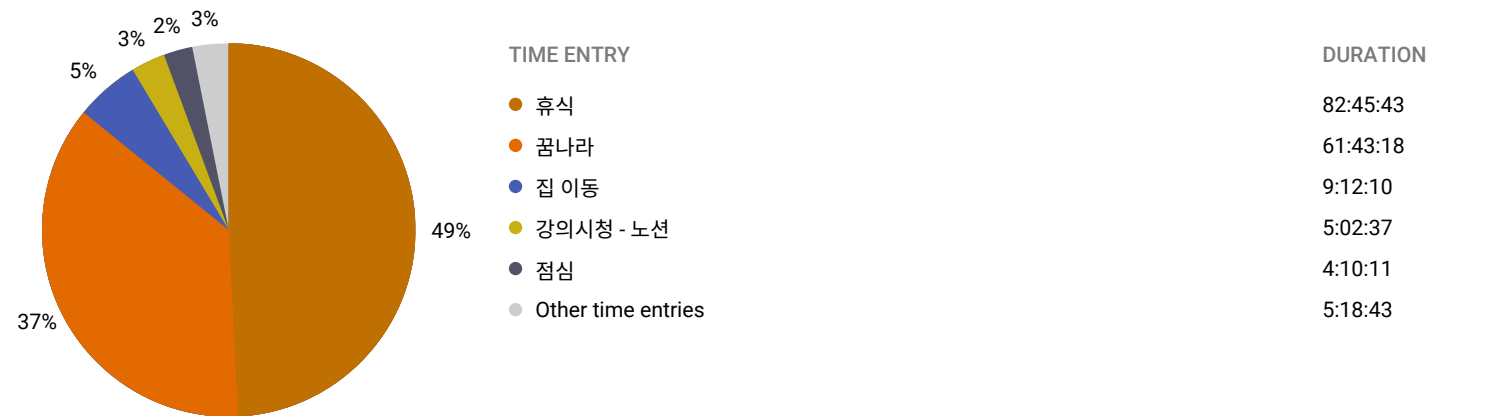 3%
2%
3%
5%
49%
37%
TIME ENTRY DURATION
휴식 82:45:43
꿈나라 61:43:18
집 이동 9:12:10
강의시청 - 노션 5:02:37
점심 4:10:11
Other time entries 5:18:43